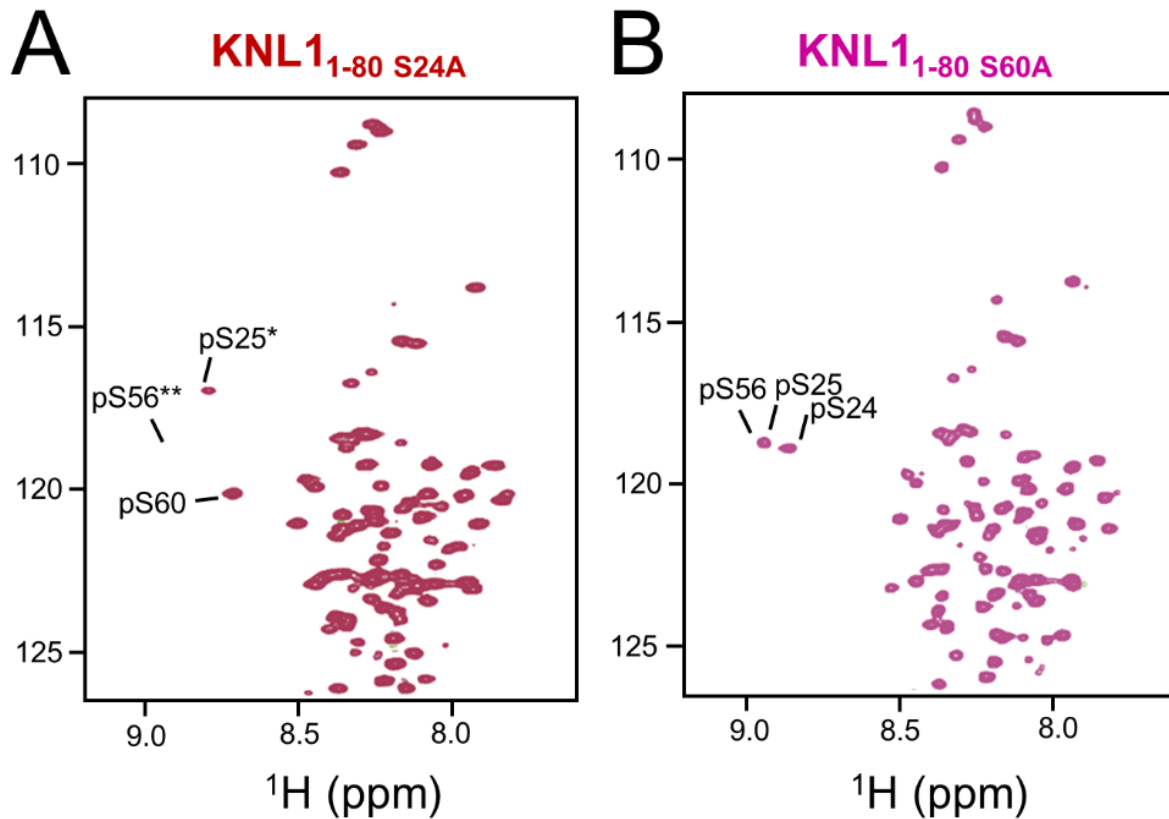 A
KNL1 1-80 S24A
110
115
120
125
pS25*
pS56**
pS60
9.0 8.5 8.0
1H (ppm)
B
KNL1 1-80 S60A
110
115
120
125
pS56 pS25
pS24
9.0 8.5 8.0
1H (ppm)